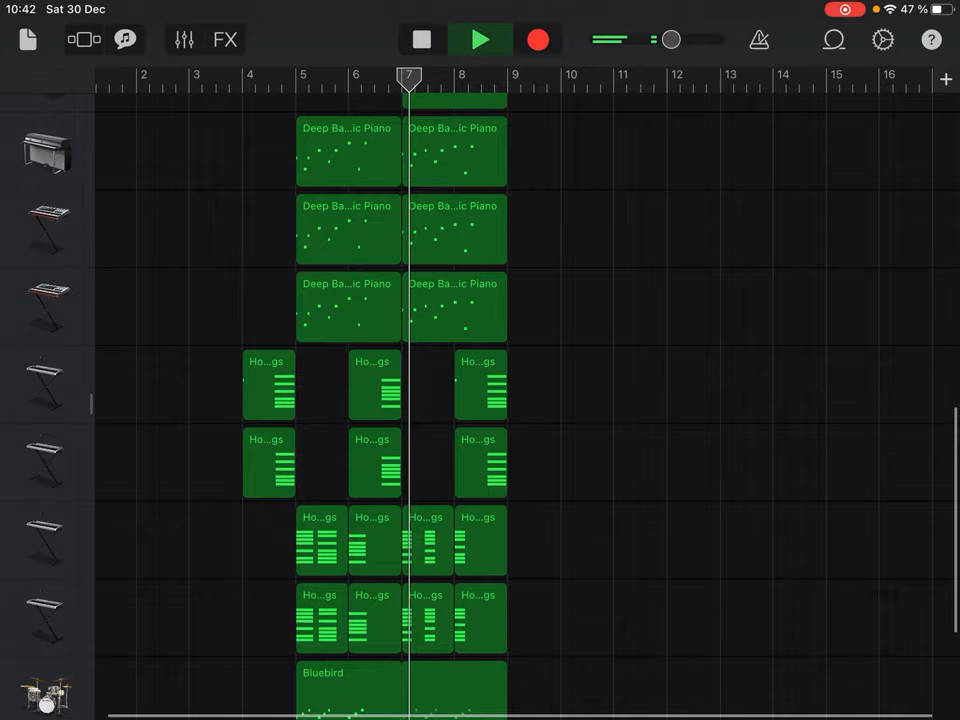 10:42 Sat 30 Dec 47 %
FX ?
2 3 4 5 6 7 8 9 10 11 12 13 14 15 16 +
Deep Ba...ic Piano Deep Ba...ic Piano
Deep Ba...ic Piano Deep Ba...ic Piano
Deep Ba...ic Piano Deep Ba...ic Piano
Ho...gs Ho...gs Ho...gs
Ho...gs Ho...gs Ho...gs
Ho...gs Ho...gs Ho...gs Ho...gs
Ho...gs Ho...gs Ho...gs Ho...gs
Bluebird